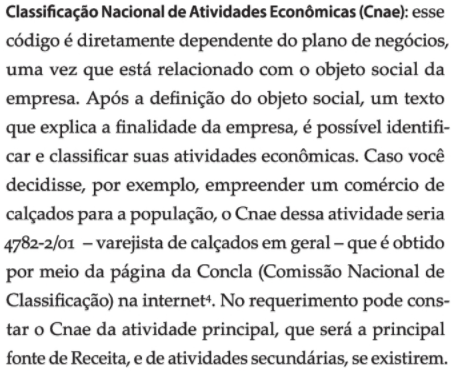 Classificação Nacional de Atividades Econômicas (Cnae): esse
código é diretamente dependente do plano de negócios,
uma vez que está relacionado com o objeto social da
empresa. Após a definição do objeto social, um texto
que explica a finalidade da empresa, é possível identifi-
car e classificar suas atividades econômicas. Caso você
decidisse, por exemplo, empreender um comércio de
calçados para a população, o Cnae dessa atividade seria
4782-2/01 – varejista de calçados em geral – que é obtido
por meio da página da Concla (Comissão Nacional de
Classificação) na internet⁴. No requerimento pode cons-
tar o Cnae da atividade principal, que será a principal
fonte de Receita, e de atividades secundárias, se existirem.